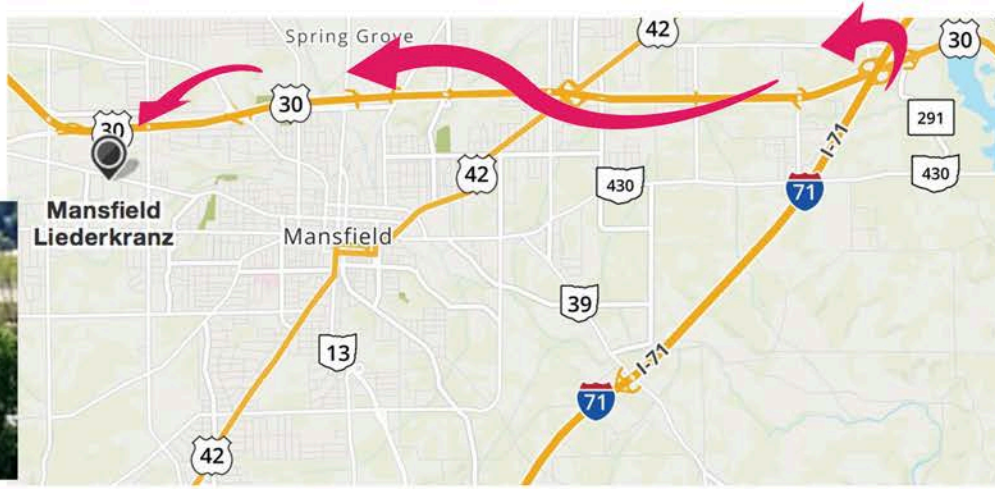 Spring Grove
42
30
30
30
291
I-71
42
430
430
71
Mansfield
Liederkranz
Mansfield
39
13
I-71
71
42